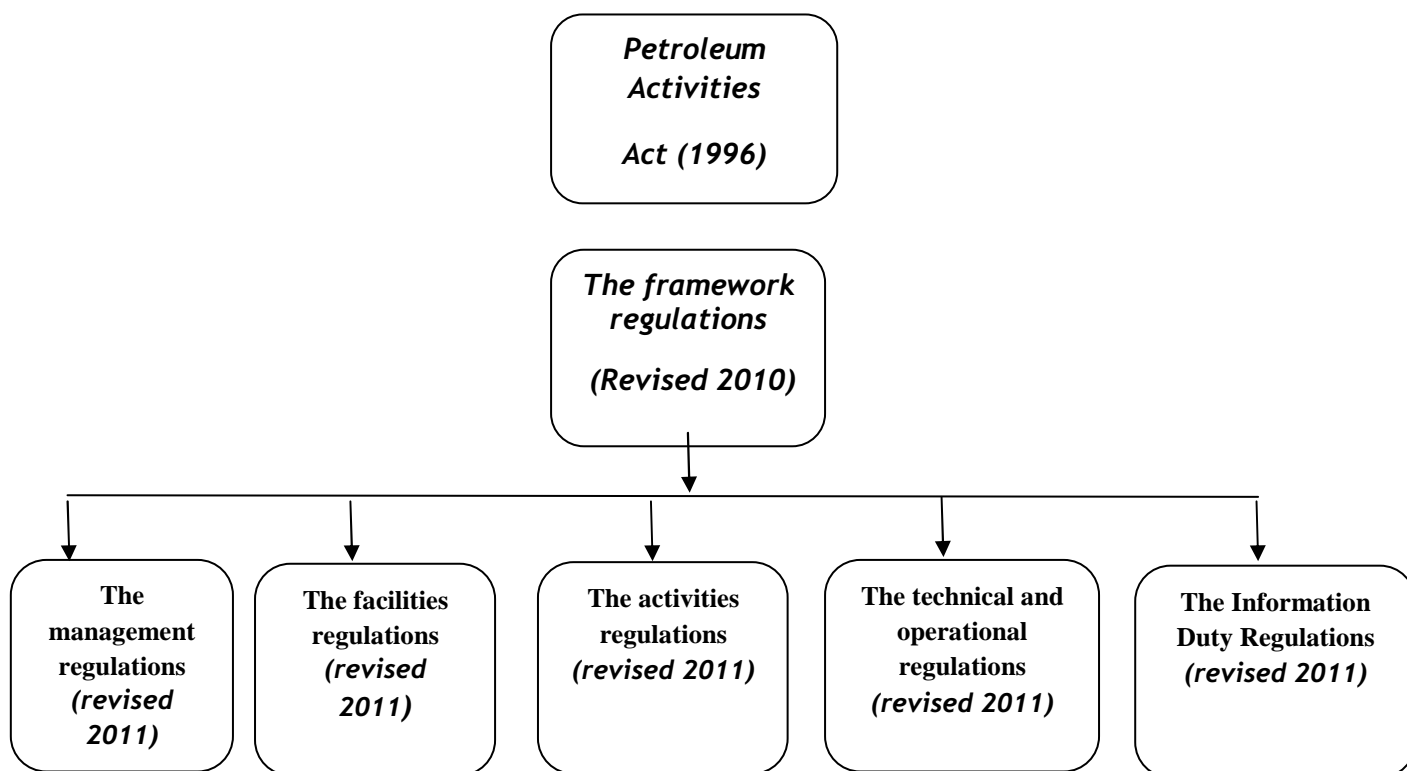 Petroleum
Activities
Act (1996)
The framework
regulations
(Revised 2010)
The
management
regulations
(revised
2011)
The facilities
regulations
(revised
2011)
The activities
regulations
(revised 2011)
The technical and
operational
regulations
(revised 2011)
The Information
Duty Regulations
(revised 2011)